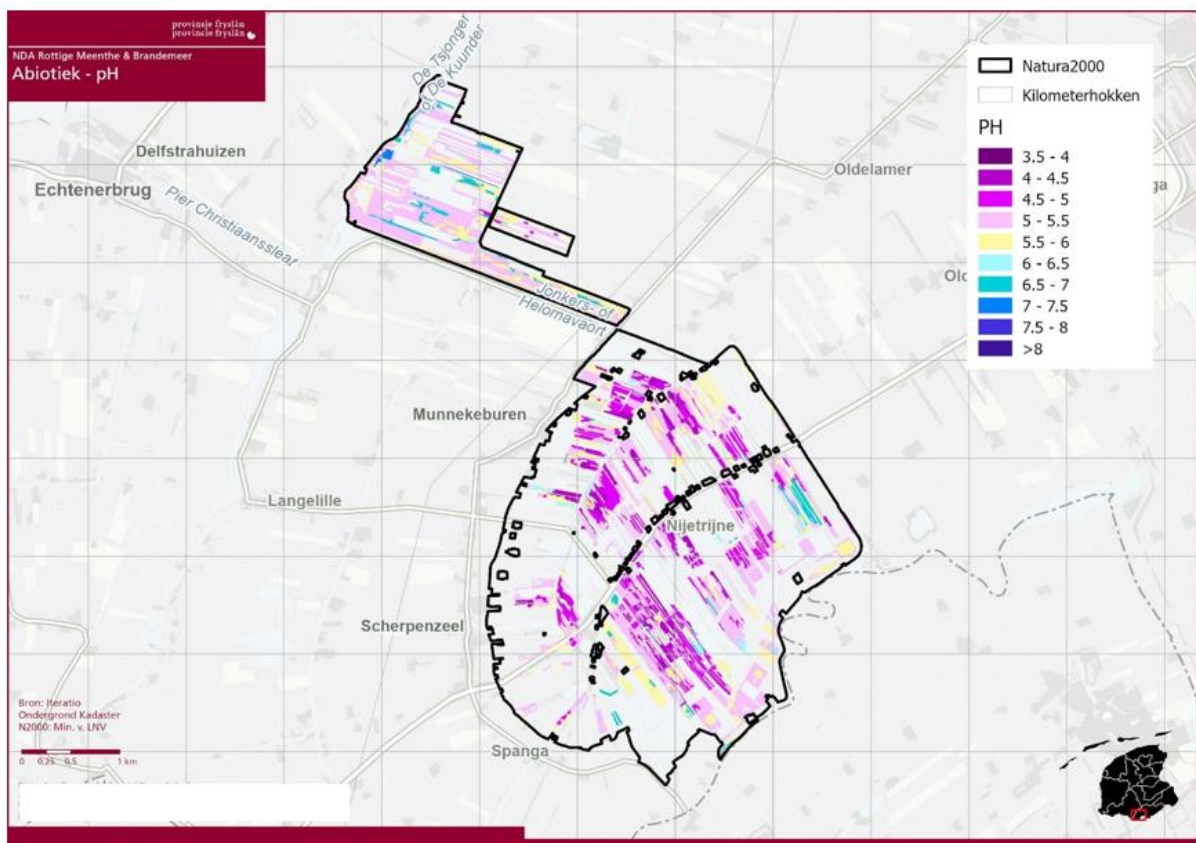 provinsje fryslân
provincie fryslân
NDA Rottige Meenthe & Brandemeer
Abiotiek - pH
De Tsjonger
of De Kuunder
Natura2000
Kilometerhokken
PH
3.5 - 4
4 - 4.5
4.5 - 5
5 - 5.5
5.5 - 6
6 - 6.5
6.5 - 7
7 - 7.5
7.5 - 8
>8
Delfstrahuizen
Echtenerbrug
Pier Christiaanssleat
Oldelamer
ga
Old
Jonkers- of
Helomavaort
Munnekeburen
Langelille
Nijetrijne
Scherpenzeel
Spanga
Bron: Iteratio
Ondergrond Kadaster
N2000: Min. v. LNV
0 0,25 0,5 1 km